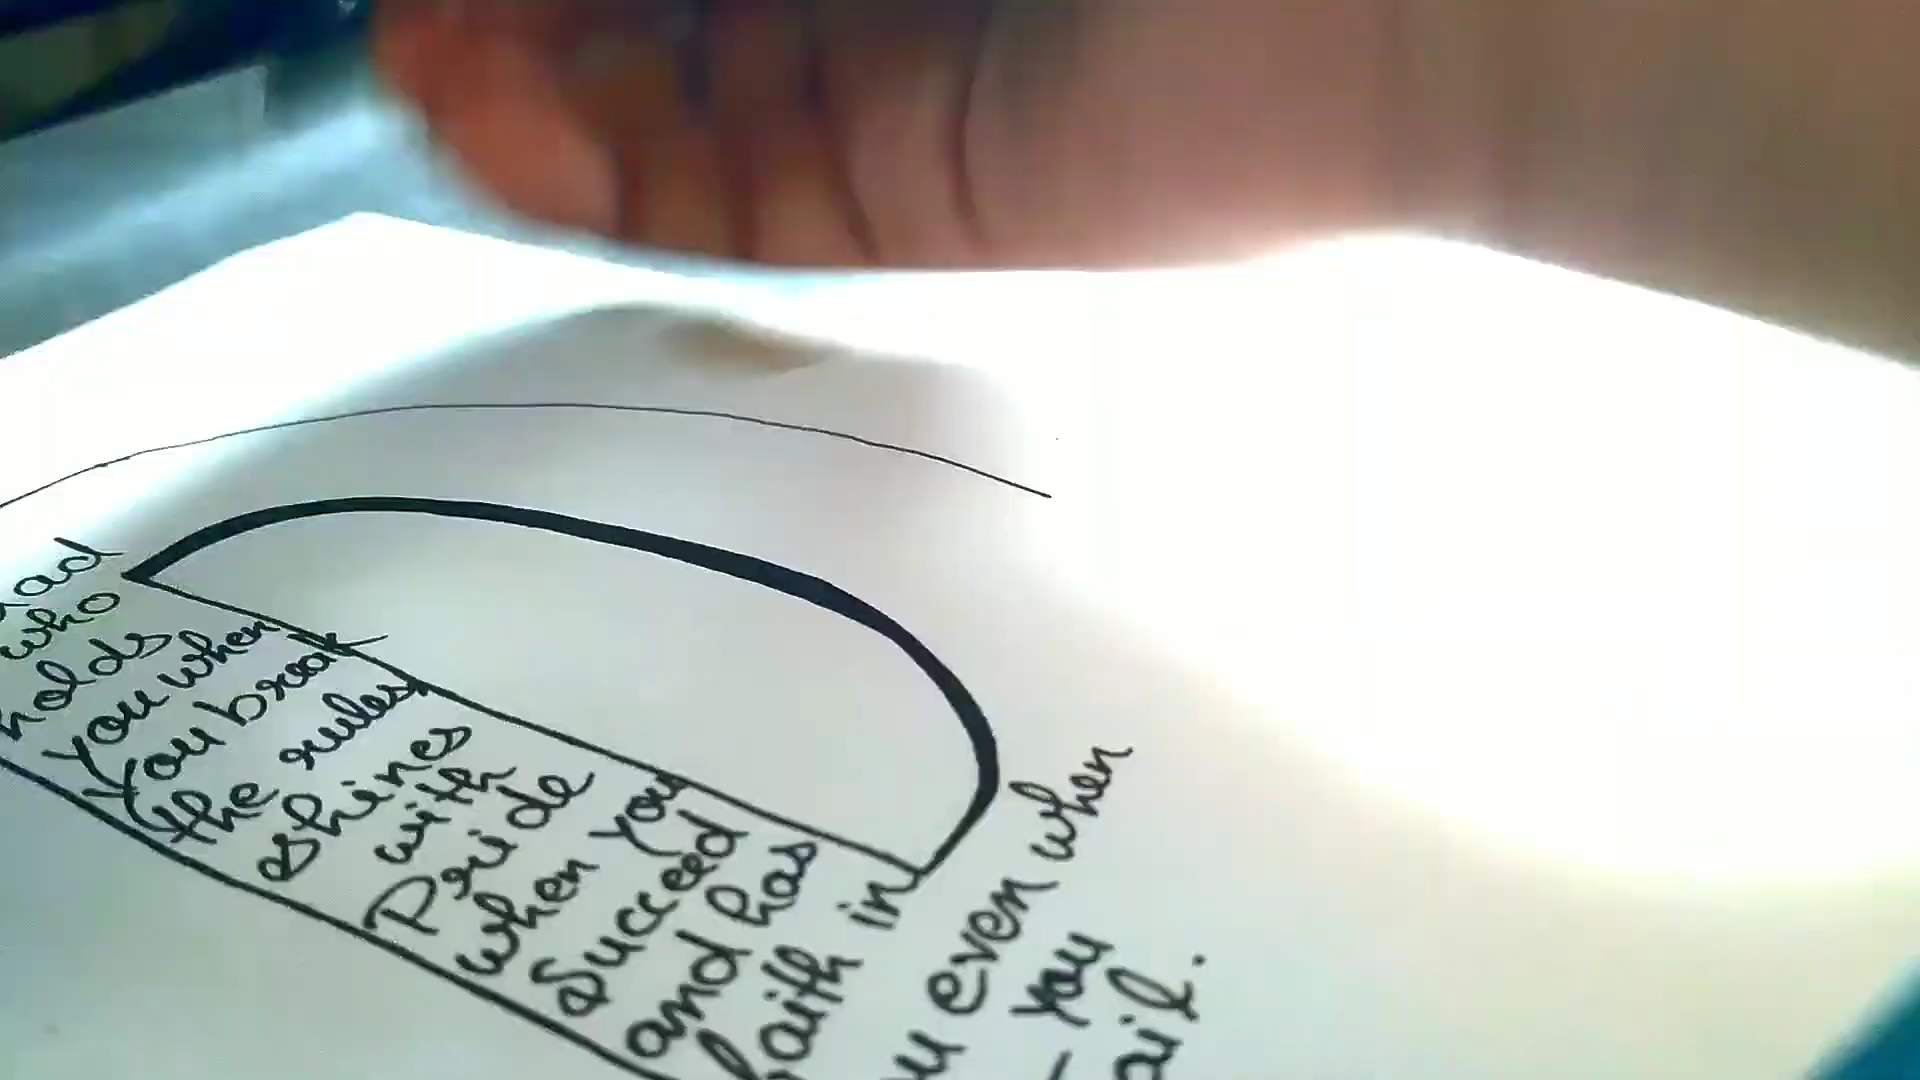 who
holds
you when
You break
the rules
shines
with
Pride
when you
Succeed
and has
faith in
even when
you